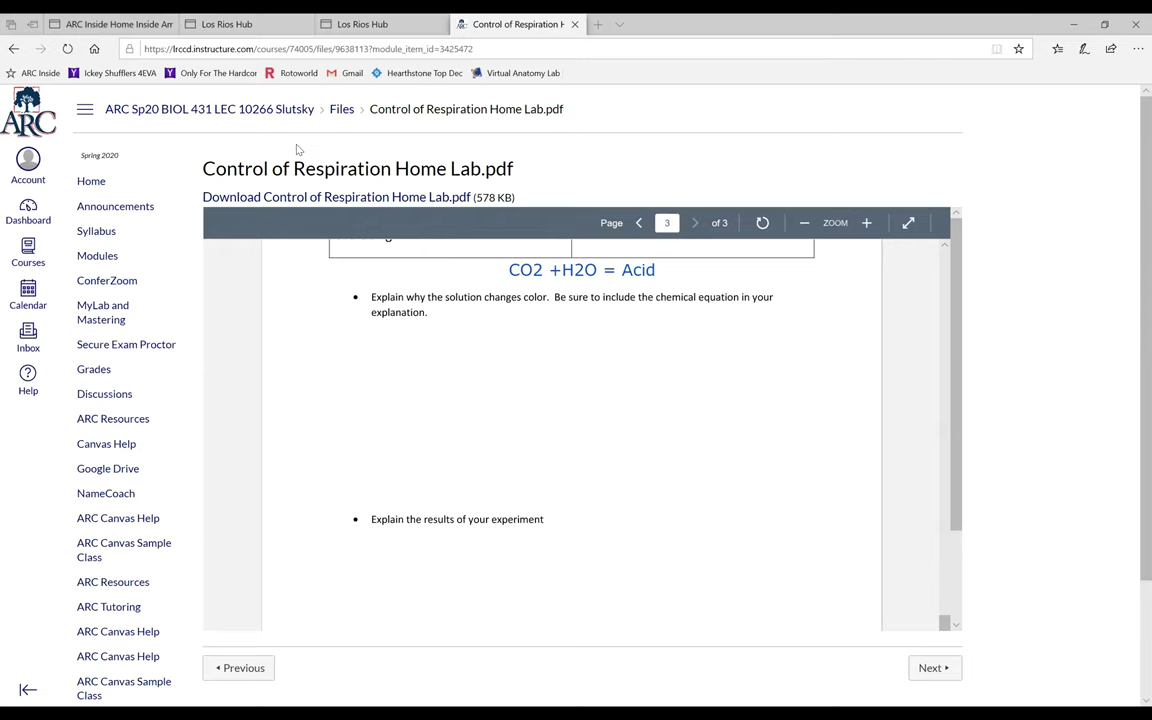 ARC Inside Home Inside Am
Los Rios Hub
Los Rios Hub
Control of Respiration H
https://lrccd.instructure.com/courses/74005/files/9638113?module_item_id=3425472
ARC Inside
Ickey Shufflers 4EVA
Only For The Hardcor
Rotoworld
Gmail
Hearthstone Top Dec
Virtual Anatomy Lab
ARC
ARC Sp20 BIOL 431 LEC 10266 Slutsky › Files › Control of Respiration Home Lab.pdf
Account
Dashboard
Courses
Calendar
Inbox
Help
Spring 2020
Home
Announcements
Syllabus
Modules
ConferZoom
MyLab and
Mastering
Secure Exam Proctor
Grades
Discussions
ARC Resources
Canvas Help
Google Drive
NameCoach
ARC Canvas Help
ARC Canvas Sample
Class
ARC Resources
ARC Tutoring
ARC Canvas Help
ARC Canvas Help
ARC Canvas Sample
Class
Control of Respiration Home Lab.pdf
Download Control of Respiration Home Lab.pdf (578 KB)
Page 3 of 3 ZOOM
CO2 +H2O = Acid
• Explain why the solution changes color. Be sure to include the chemical equation in your
explanation.
• Explain the results of your experiment
Previous
Next